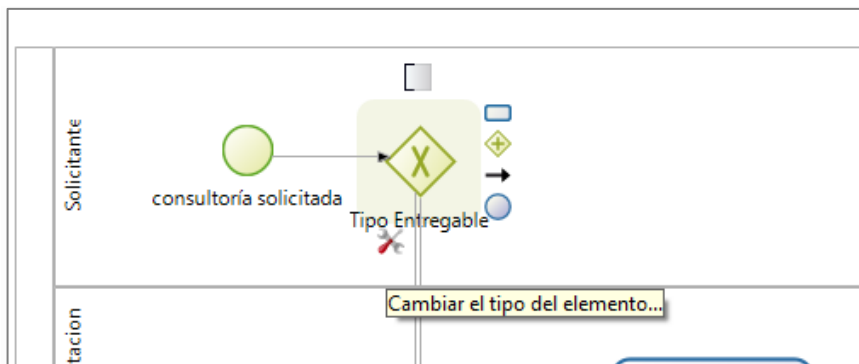 Solicitante
consultoría solicitada
Tipo Entregable
Cambiar el tipo del elemento...
tacion